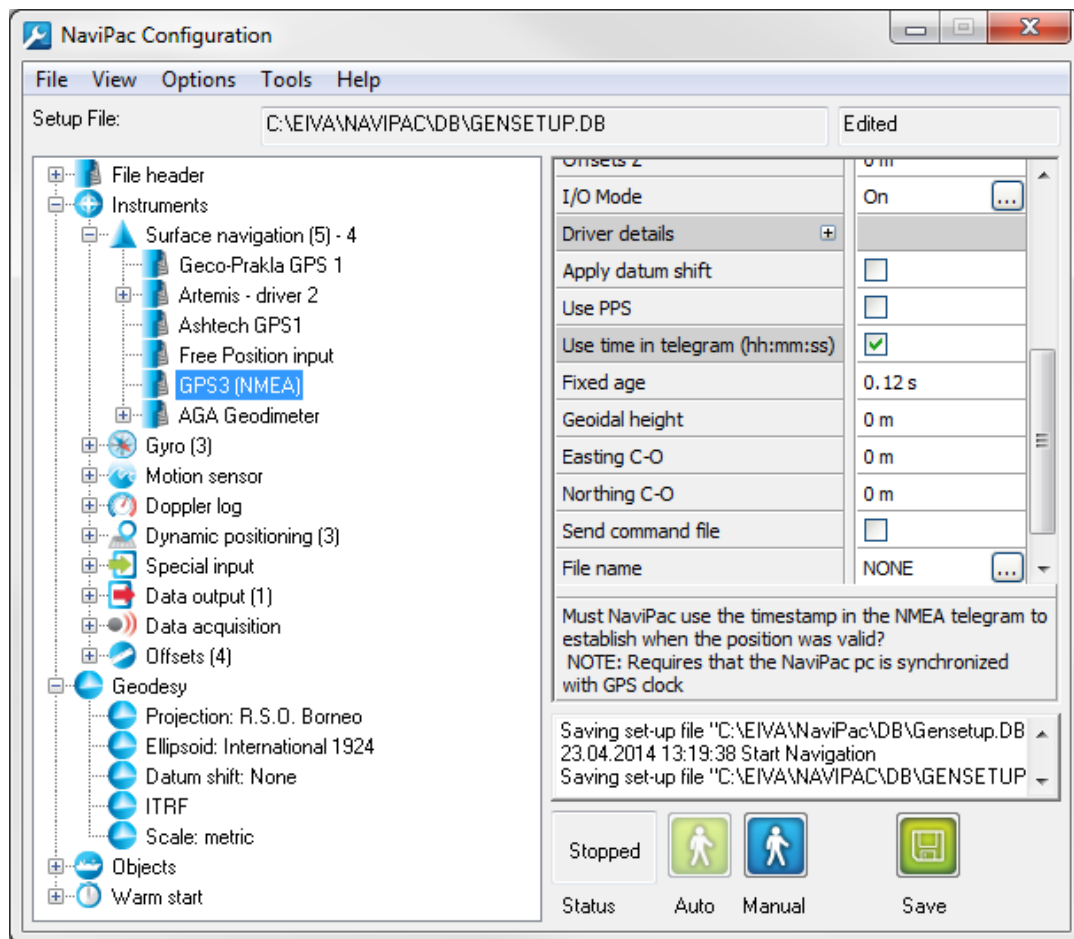 NaviPac Configuration
File View Options Tools Help
Setup File: C:\EIVA\NAVIPAC\DB\GENSETUP.DB Edited
File header
Instruments
Surface navigation (5) - 4
Geco-Prakla GPS 1
Artemis - driver 2
Ashtech GPS1
Free Position input
GPS3 (NMEA)
AGA Geodimeter
Gyro (3)
Motion sensor
Doppler log
Dynamic positioning (3)
Special input
Data output (1)
Data acquisition
Offsets (4)
Geodesy
Projection: R.S.O. Borneo
Ellipsoid: International 1924
Datum shift: None
ITRF
Scale: metric
Objects
Warm start
Offsets Z 0 m
I/O Mode On ...
Driver details
Apply datum shift
Use PPS
Use time in telegram (hh:mm:ss)
Fixed age 0.12 s
Geoidal height 0 m
Easting C-O 0 m
Northing C-O 0 m
Send command file
File name NONE ...
Must NaviPac use the timestamp in the NMEA telegram to
establish when the position was valid?
NOTE: Requires that the NaviPac pc is synchronized
with GPS clock
Saving set-up file "C:\EIVA\NaviPac\DB\Gensetup.DB
23.04.2014 13:19:38 Start Navigation
Saving set-up file "C:\EIVA\NAVIPAC\DB\GENSETUP
Stopped
Status Auto Manual Save